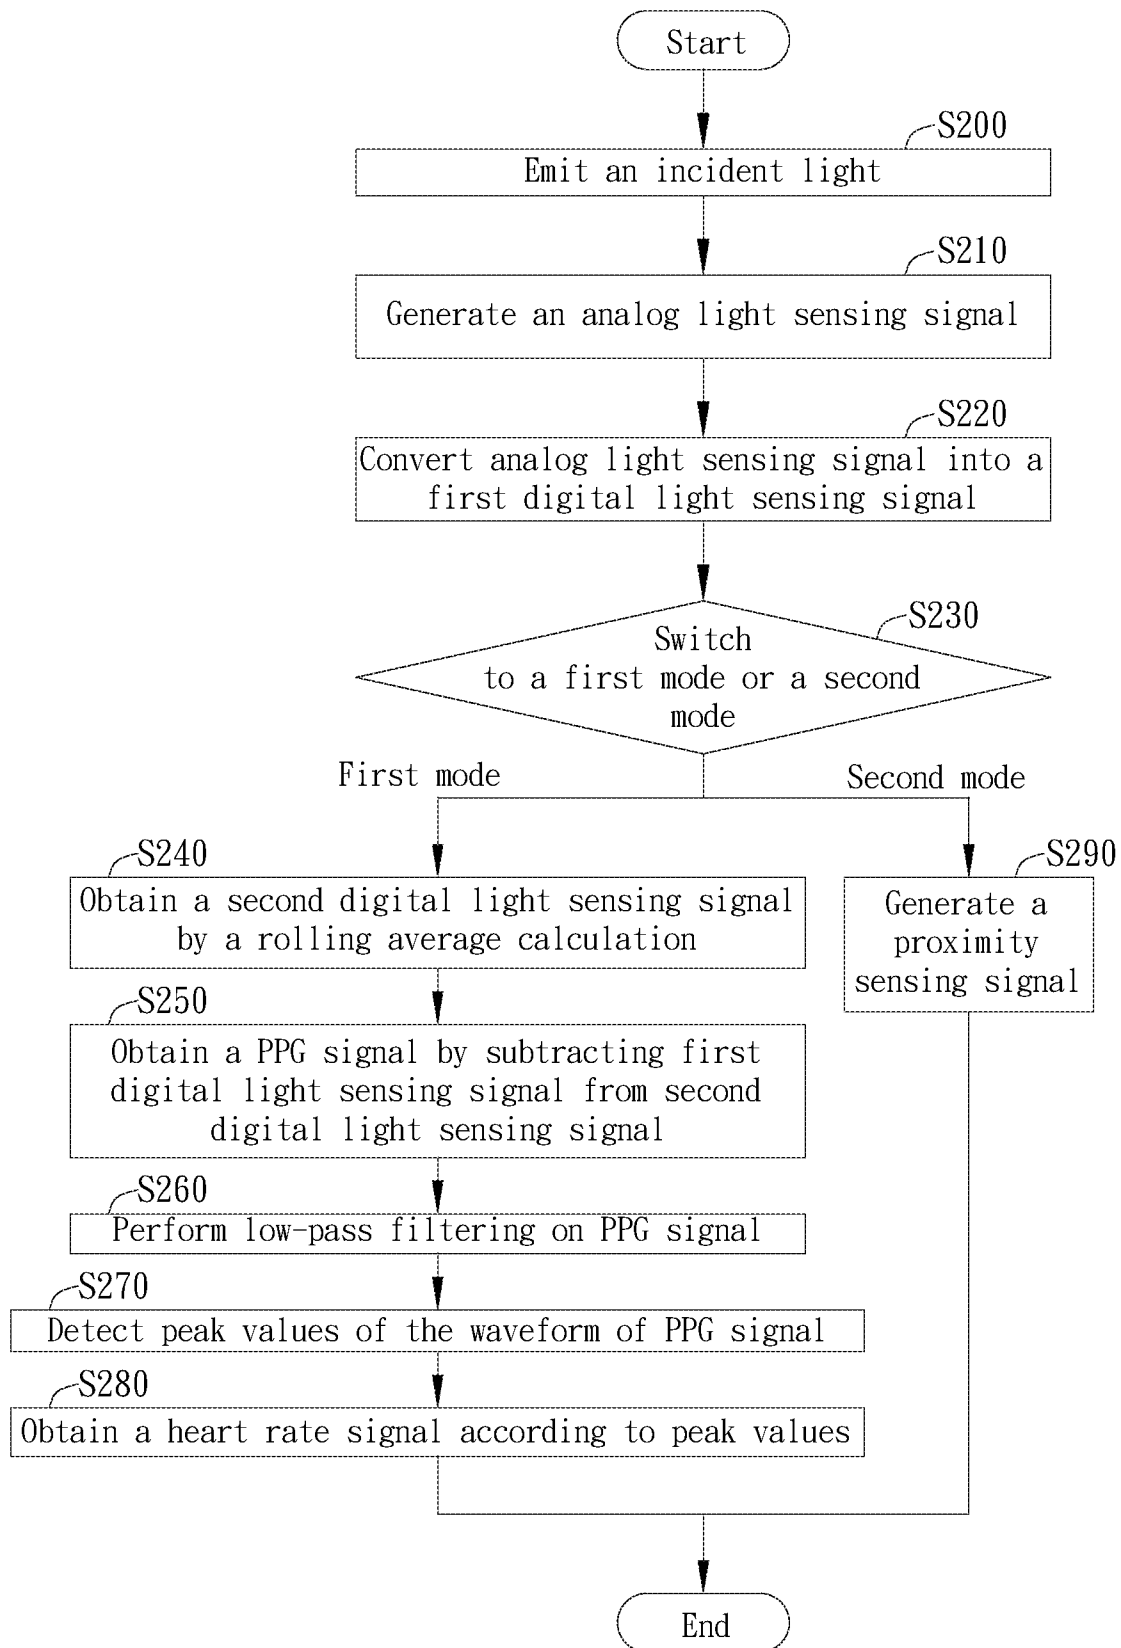 Start
S200
Emit an incident light
S210
Generate an analog light sensing signal
S220
Convert analog light sensing signal into a
first digital light sensing signal
S230
Switch
to a first mode or a second
mode
First mode
Second mode
S240
Obtain a second digital light sensing signal
by a rolling average calculation
S290
Generate a
proximity
sensing signal
S250
Obtain a PPG signal by subtracting first
digital light sensing signal from second
digital light sensing signal
S260
Perform low-pass filtering on PPG signal
S270
Detect peak values of the waveform of PPG signal
S280
Obtain a heart rate signal according to peak values
End